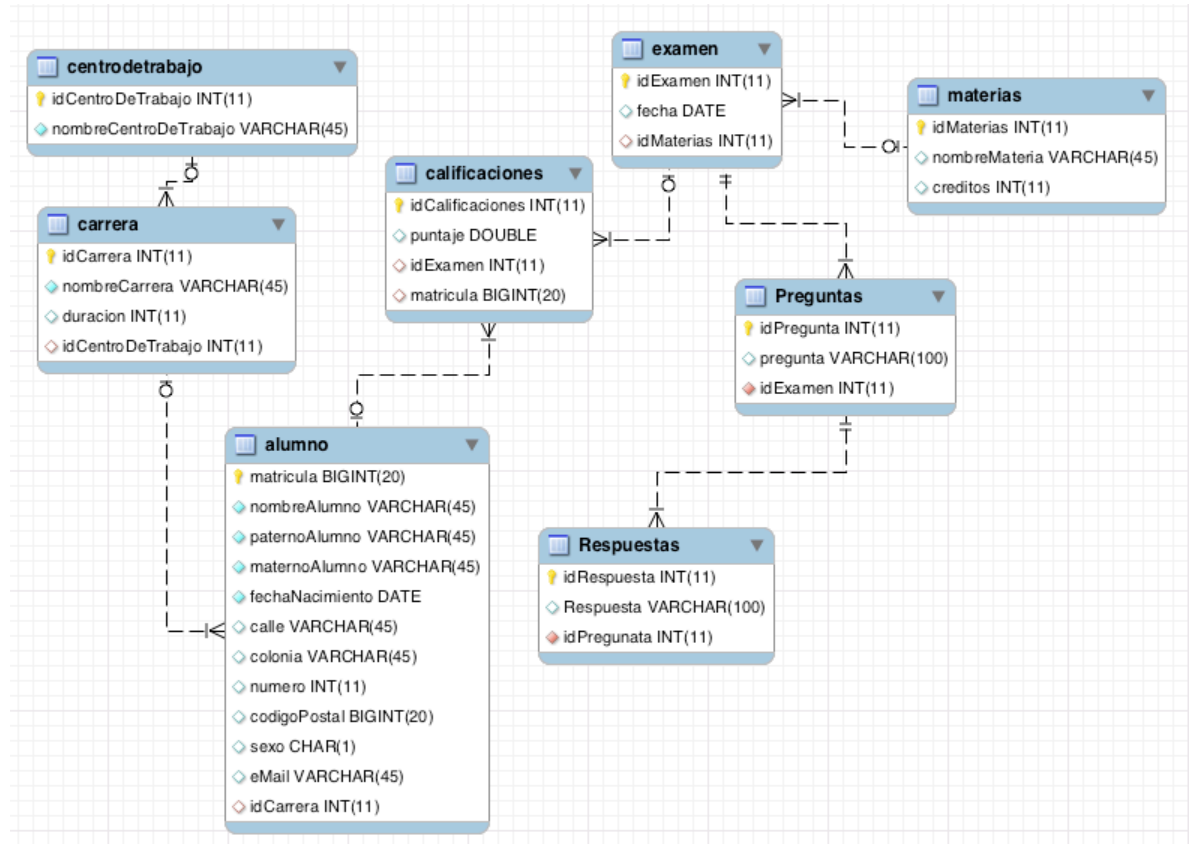 centrodetrabajo
idCentroDeTrabajo INT(11)
nombreCentroDeTrabajo VARCHAR(45)
carrera
idCarrera INT(11)
nombreCarrera VARCHAR(45)
duracion INT(11)
idCentroDeTrabajo INT(11)
calificaciones
idCalificaciones INT(11)
puntaje DOUBLE
idExamen INT(11)
matricula BIGINT(20)
examen
idExamen INT(11)
fecha DATE
idMaterias INT(11)
materias
idMaterias INT(11)
nombreMateria VARCHAR(45)
creditos INT(11)
Preguntas
idPregunta INT(11)
pregunta VARCHAR(100)
idExamen INT(11)
alumno
matricula BIGINT(20)
nombreAlumno VARCHAR(45)
paternoAlumno VARCHAR(45)
maternoAlumno VARCHAR(45)
fechaNacimiento DATE
calle VARCHAR(45)
colonia VARCHAR(45)
numero INT(11)
codigoPostal BIGINT(20)
sexo CHAR(1)
eMail VARCHAR(45)
idCarrera INT(11)
Respuestas
idRespuesta INT(11)
Respuesta VARCHAR(100)
idPregunata INT(11)